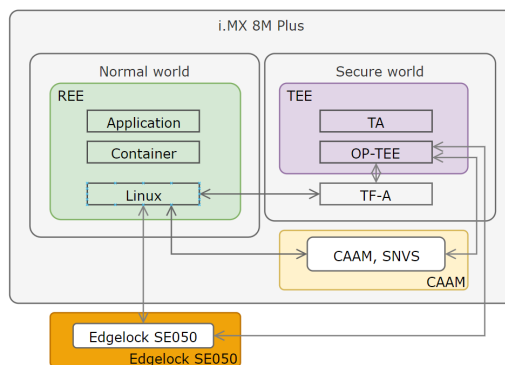 i.MX 8M Plus
Normal world
Secure world
REE
TEE
Application
TA
Container
OP-TEE
Linux
TF-A
CAAM, SNVS
CAAM
Edgelock SE050
Edgelock SE050